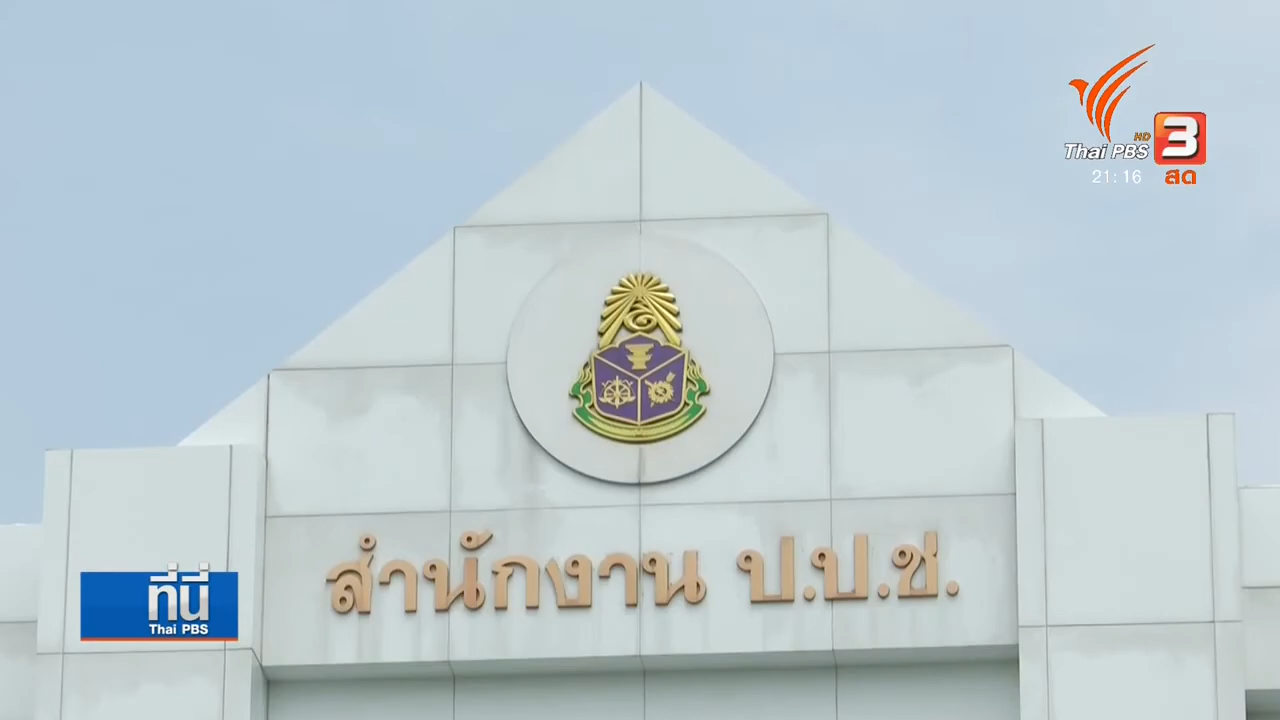 HD
Thai PBS 3
21:16 สด
สำนักงาน ป.ป.ช.
ที่นี่
Thai PBS